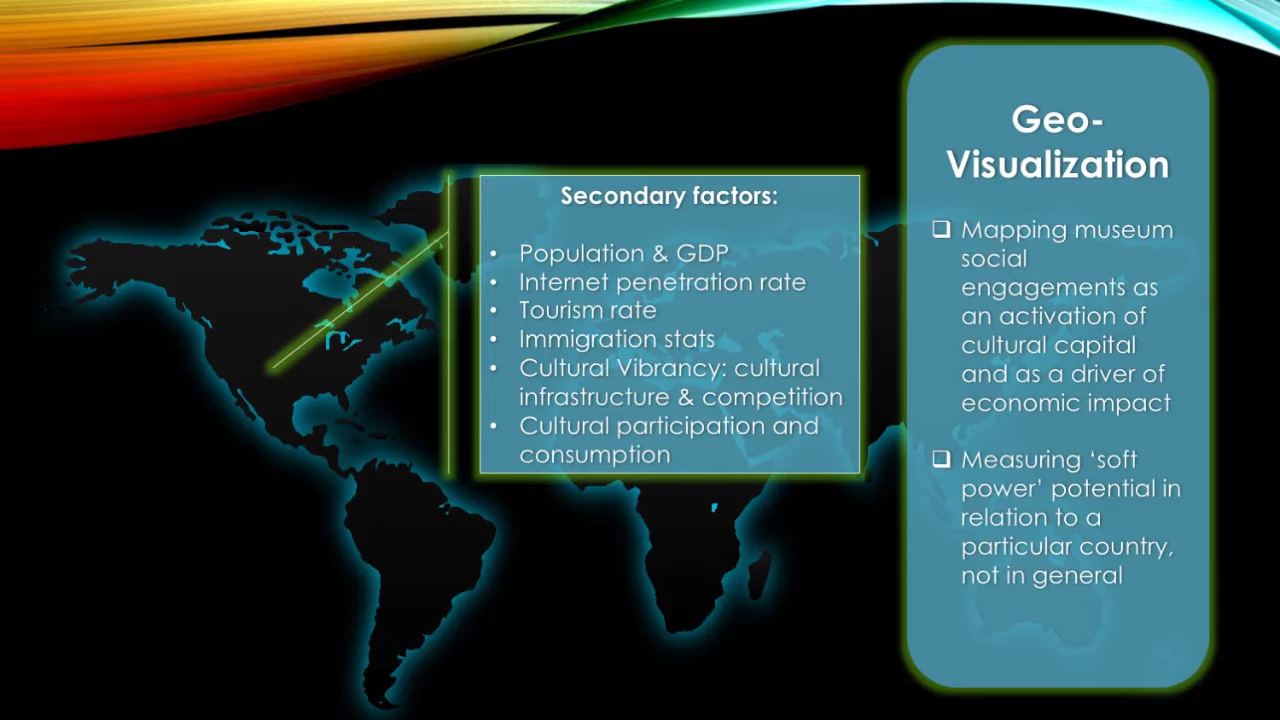 Secondary factors:
• Population & GDP
• Internet penetration rate
• Tourism rate
• Immigration stats
• Cultural Vibrancy: cultural
infrastructure & competition
• Cultural participation and
consumption
Geo-
Visualization
❑ Mapping museum
social
engagements as
an activation of
cultural capital
and as a driver of
economic impact
❑ Measuring ‘soft
power’ potential in
relation to a
particular country,
not in general